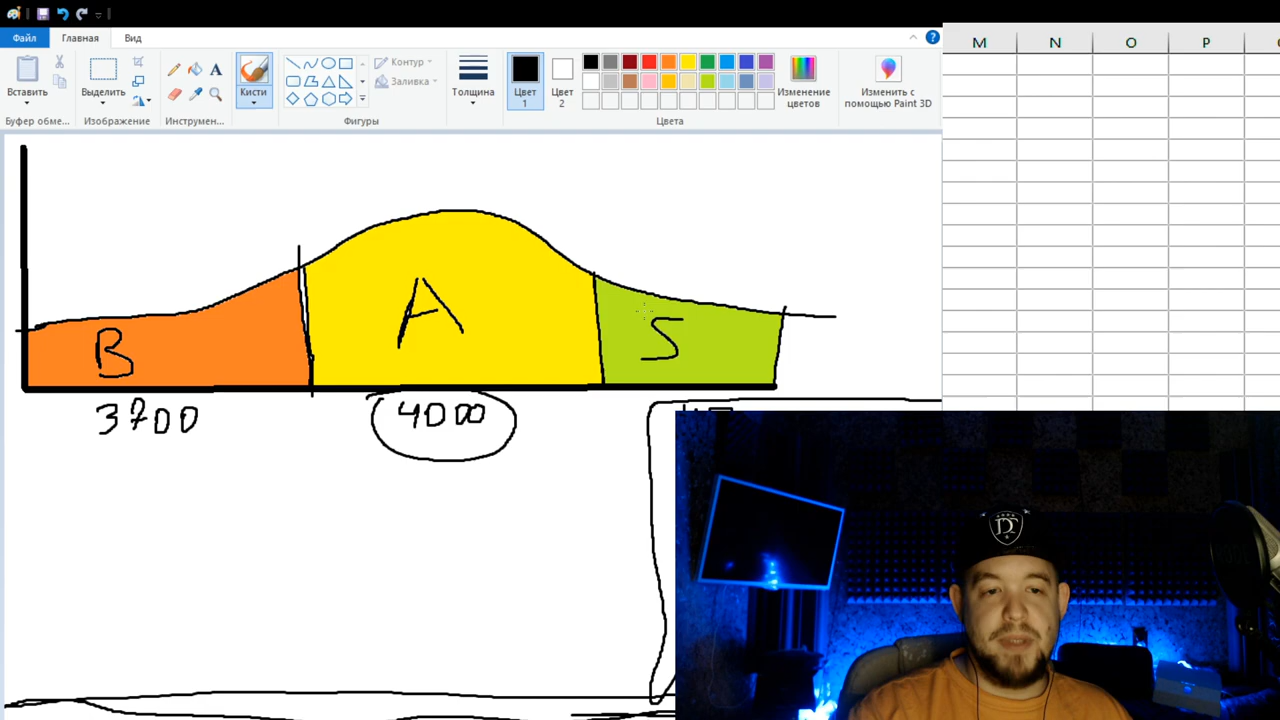 Файл Главная Вид
Вставить
Выделить
Кисти
Контур
Заливка
Толщина
Цвет 1
Цвет 2
Изменение цветов
Изменить с помощью Paint 3D
Буфер обме...
Изображение
Инструмен...
Фигуры
Цвета
M N O P
B A S
3700 4000